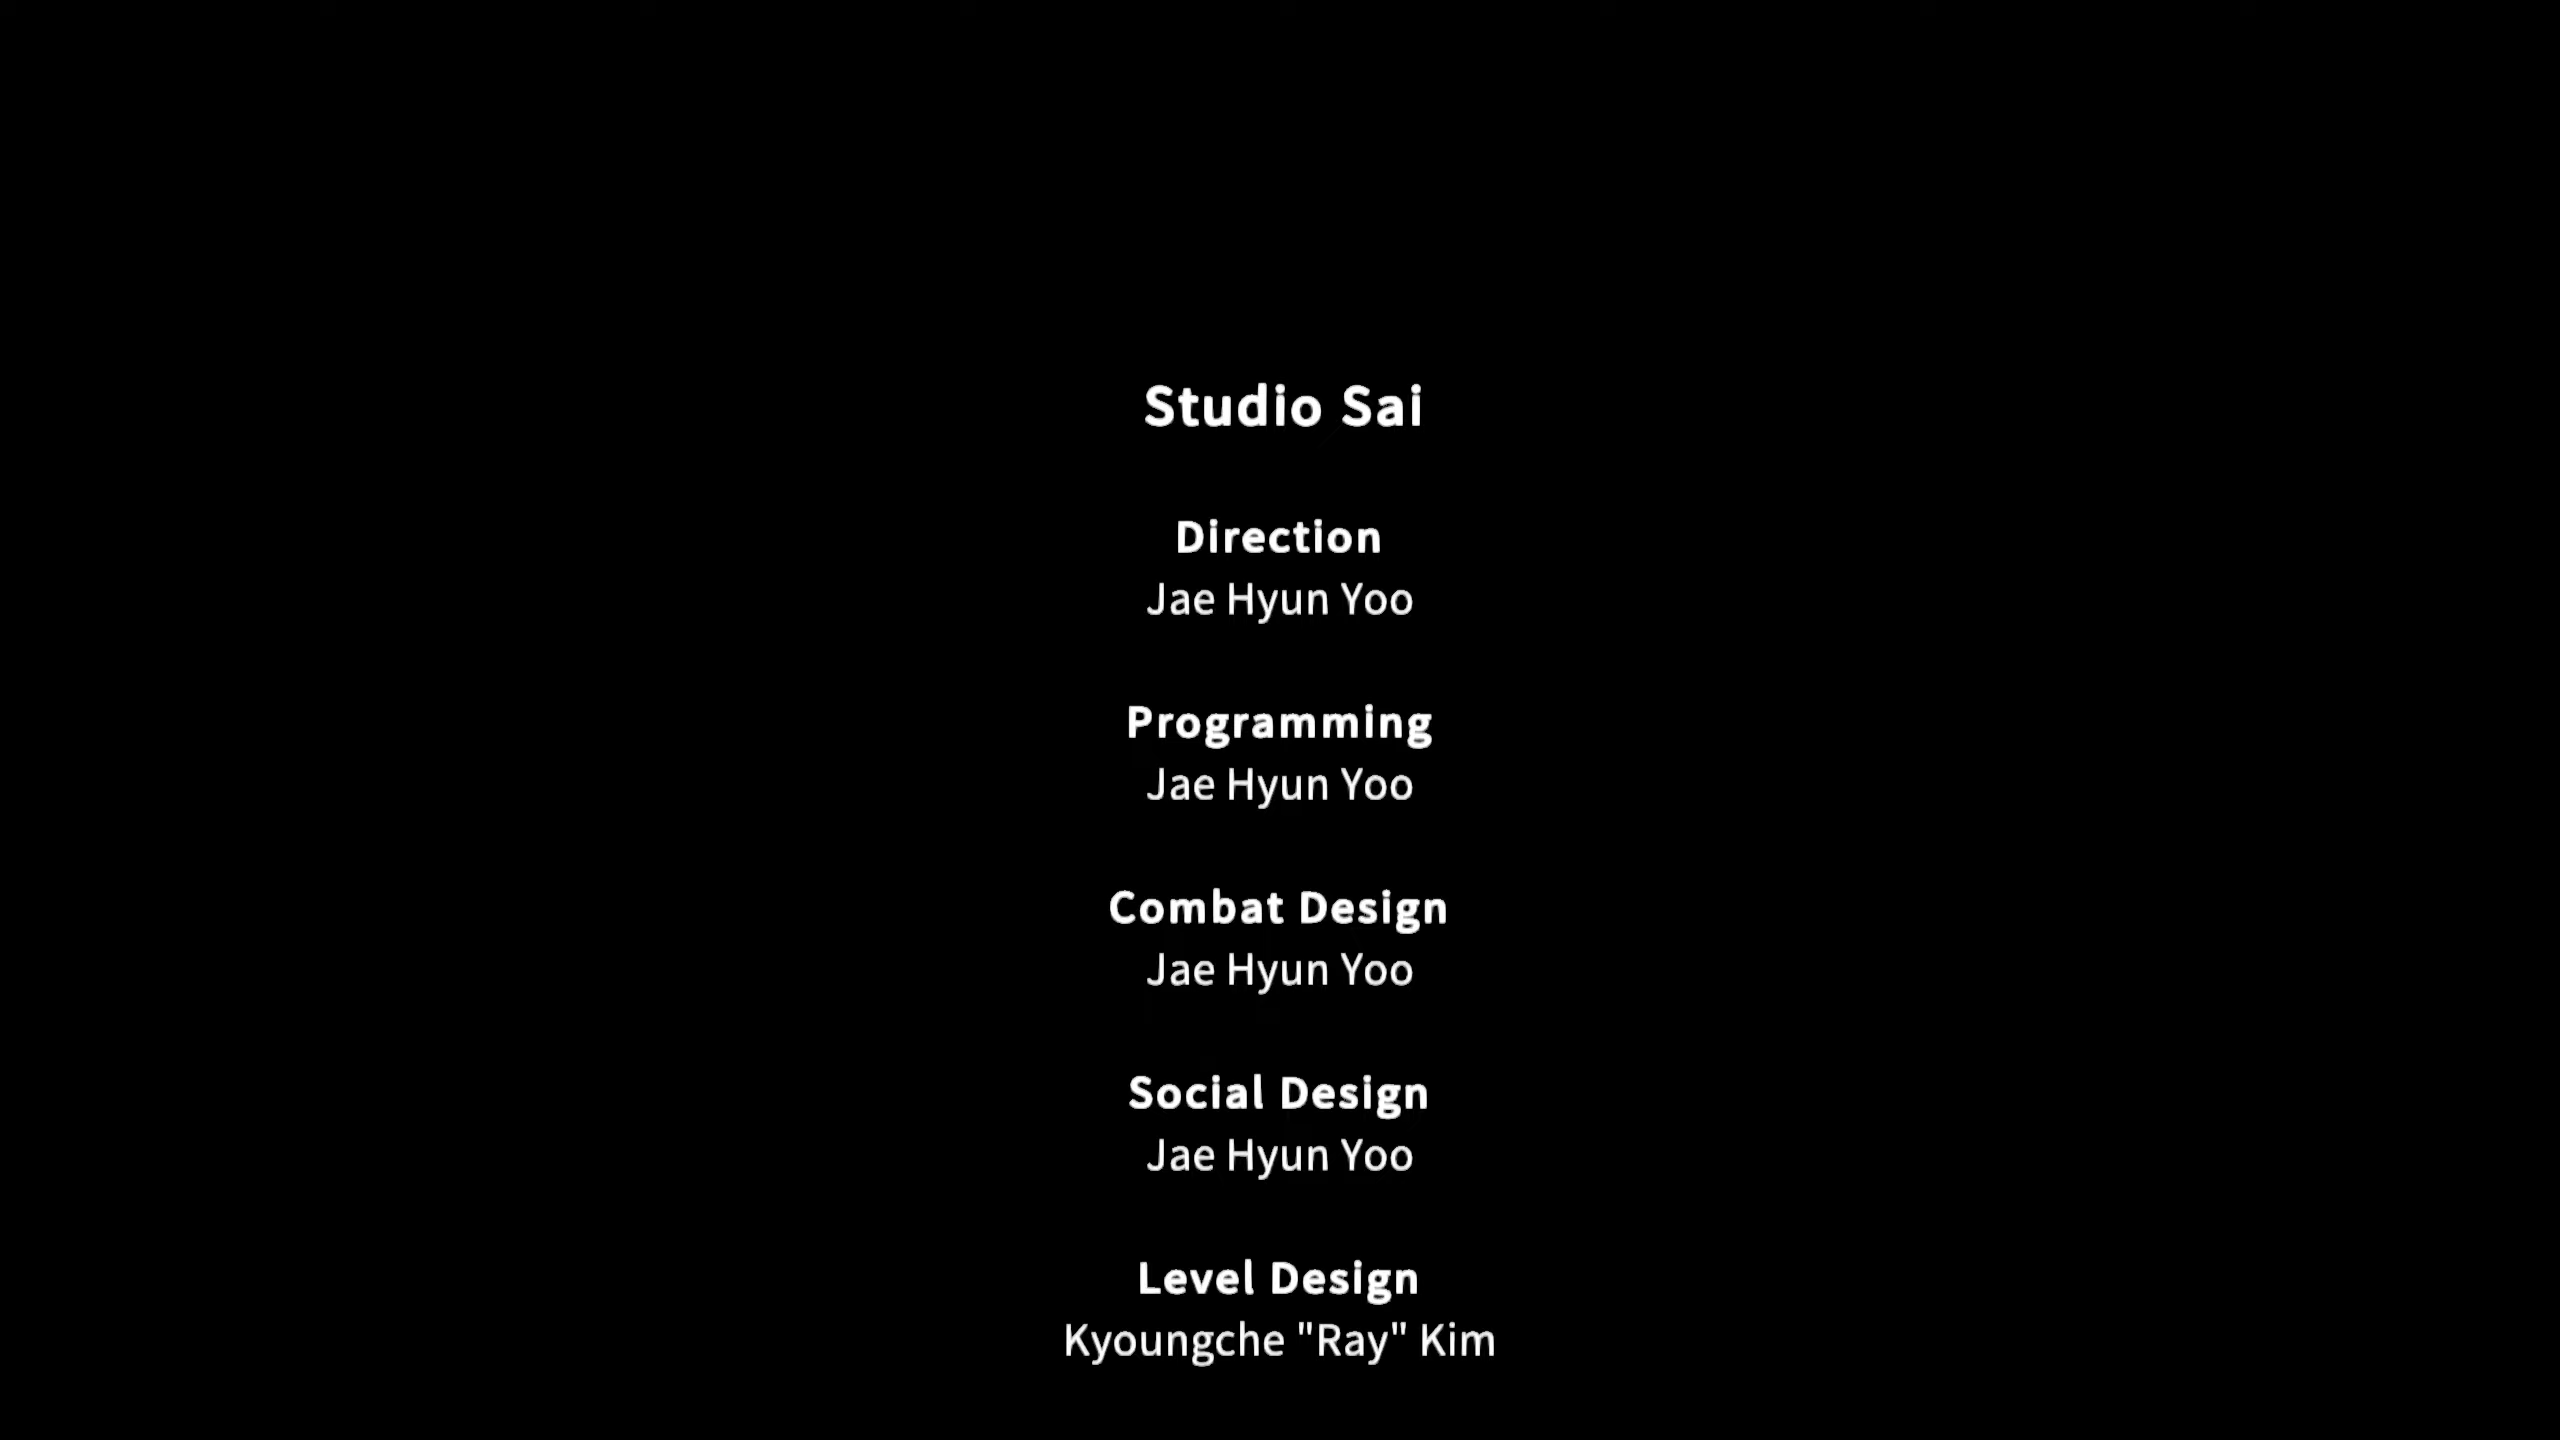 Studio Sai
Direction
Jae Hyun Yoo
Programming
Jae Hyun Yoo
Combat Design
Jae Hyun Yoo
Social Design
Jae Hyun Yoo
Level Design
Kyoungche "Ray" Kim